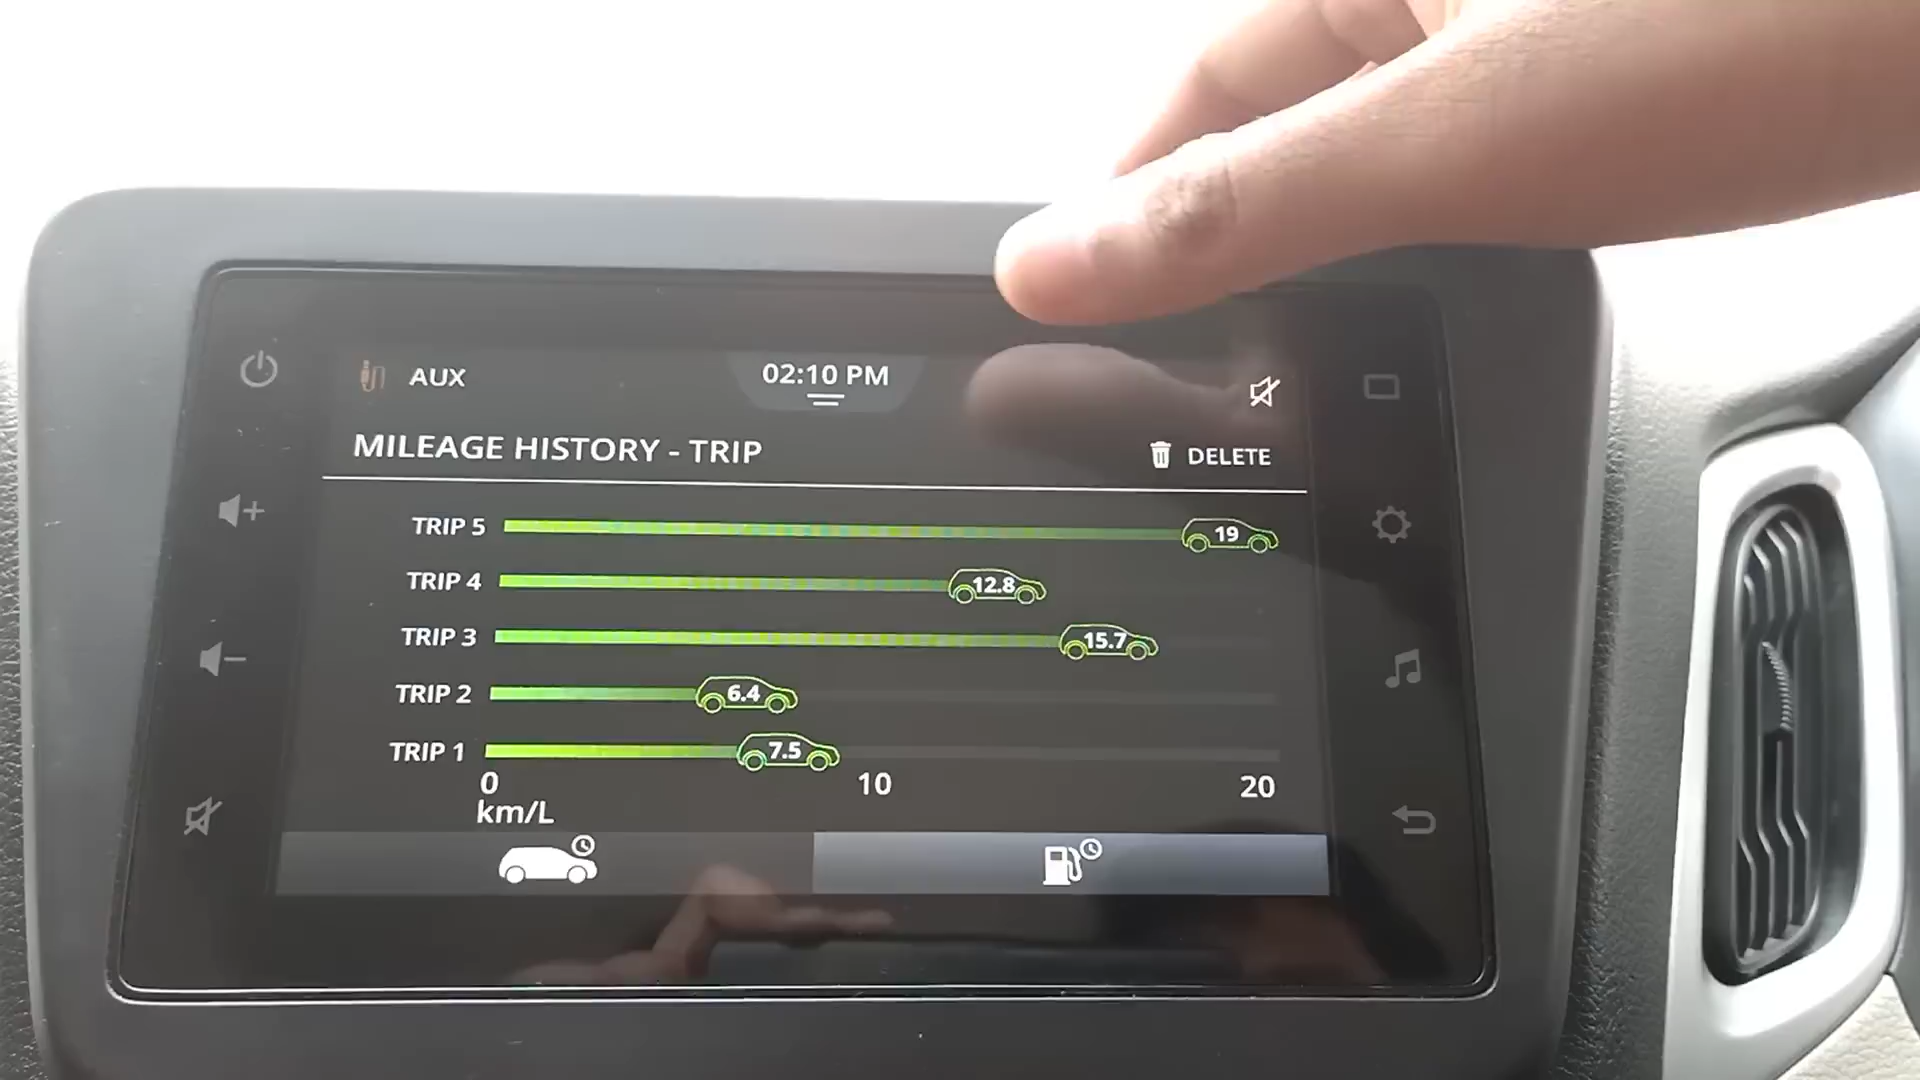 AUX
02:10 PM
MILEAGE HISTORY - TRIP
DELETE
TRIP 5 19
TRIP 4 12.8
TRIP 3 15.7
TRIP 2 6.4
TRIP 1 7.5
0 10 20
km/L